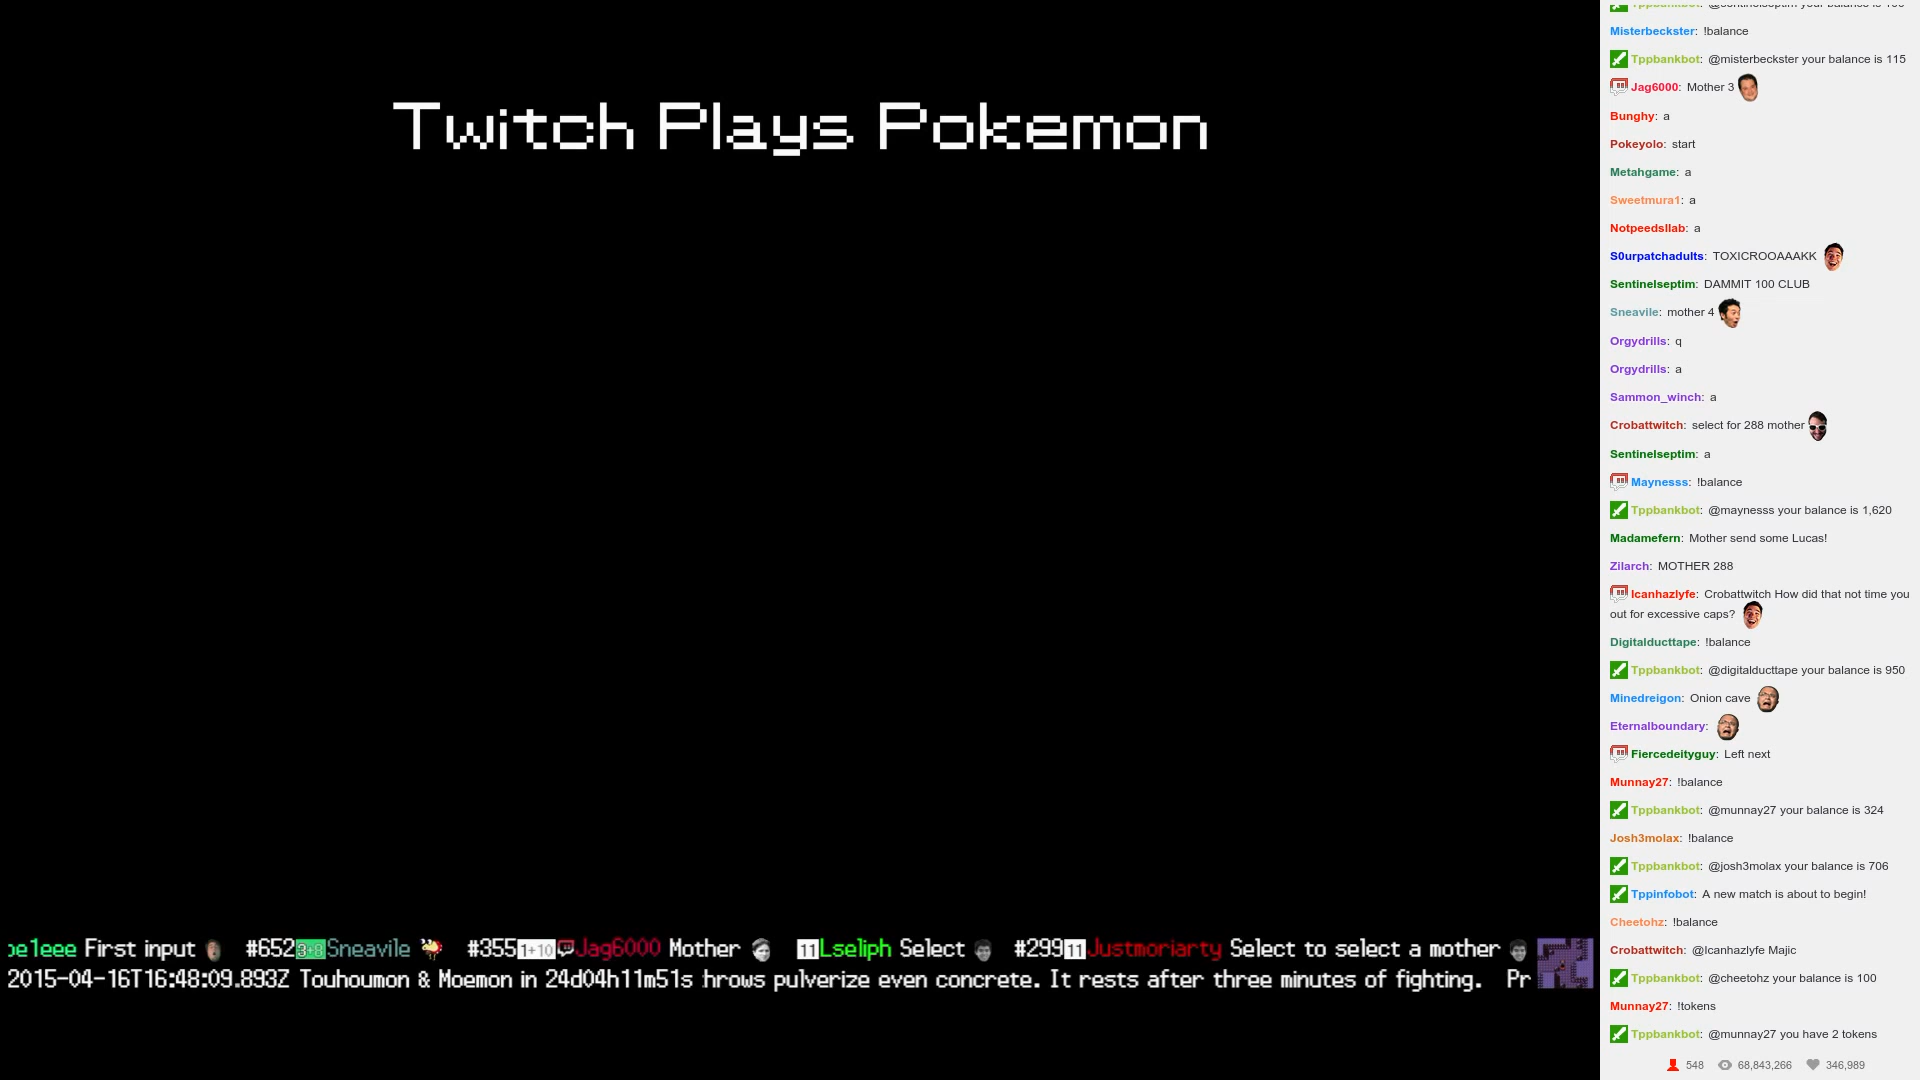 Twitch Plays Pokemon
be1eee First input #652 3+8 Sneavile #355 1+10 Jag6000 Mother 11 Lseliph Select #299 11 Justmoriarty Select to select a mother
2015-04-16T16:48:09.893Z Touhoumon & Moemon in 24d04h11m51s hrows pulverize even concrete. It rests after three minutes of fighting. Pr
Misterbeckster: !balance
Tppbankbot: @misterbeckster your balance is 115
Jag6000: Mother 3
Bunghy: a
Pokeyolo: start
Metahgame: a
Sweetmura1: a
Notpeedsllab: a
S0urpatchadults: TOXICROOAAAKK
Sentinelseptim: DAMMIT 100 CLUB
Sneavile: mother 4
Orgydrills: q
Orgydrills: a
Sammon_winch: a
Crobattwitch: select for 288 mother
Sentinelseptim: a
Maynesss: !balance
Tppbankbot: @maynesss your balance is 1,620
Madamefern: Mother send some Lucas!
Zilarch: MOTHER 288
Icanhazlyfe: Crobattwitch How did that not time you
out for excessive caps?
Digitalducttape: !balance
Tppbankbot: @digitalducttape your balance is 950
Minedreigon: Onion cave
Eternalboundary:
Fiercedeityguy: Left next
Munnay27: !balance
Tppbankbot: @munnay27 your balance is 324
Josh3molax: !balance
Tppbankbot: @josh3molax your balance is 706
Tppinfobot: A new match is about to begin!
Cheetohz: !balance
Crobattwitch: @Icanhazlyfe Majic
Tppbankbot: @cheetohz your balance is 100
Munnay27: !tokens
Tppbankbot: @munnay27 you have 2 tokens
548 68,843,266 346,989